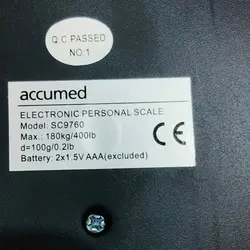 Q.C.PASSED
NO:1
accumed
ELECTRONIC PERSONAL SCALE
Model: SC9760
Max: 180kg/400lb
d=100g/0.2lb
Battery: 2x1.5V AAA(excluded)